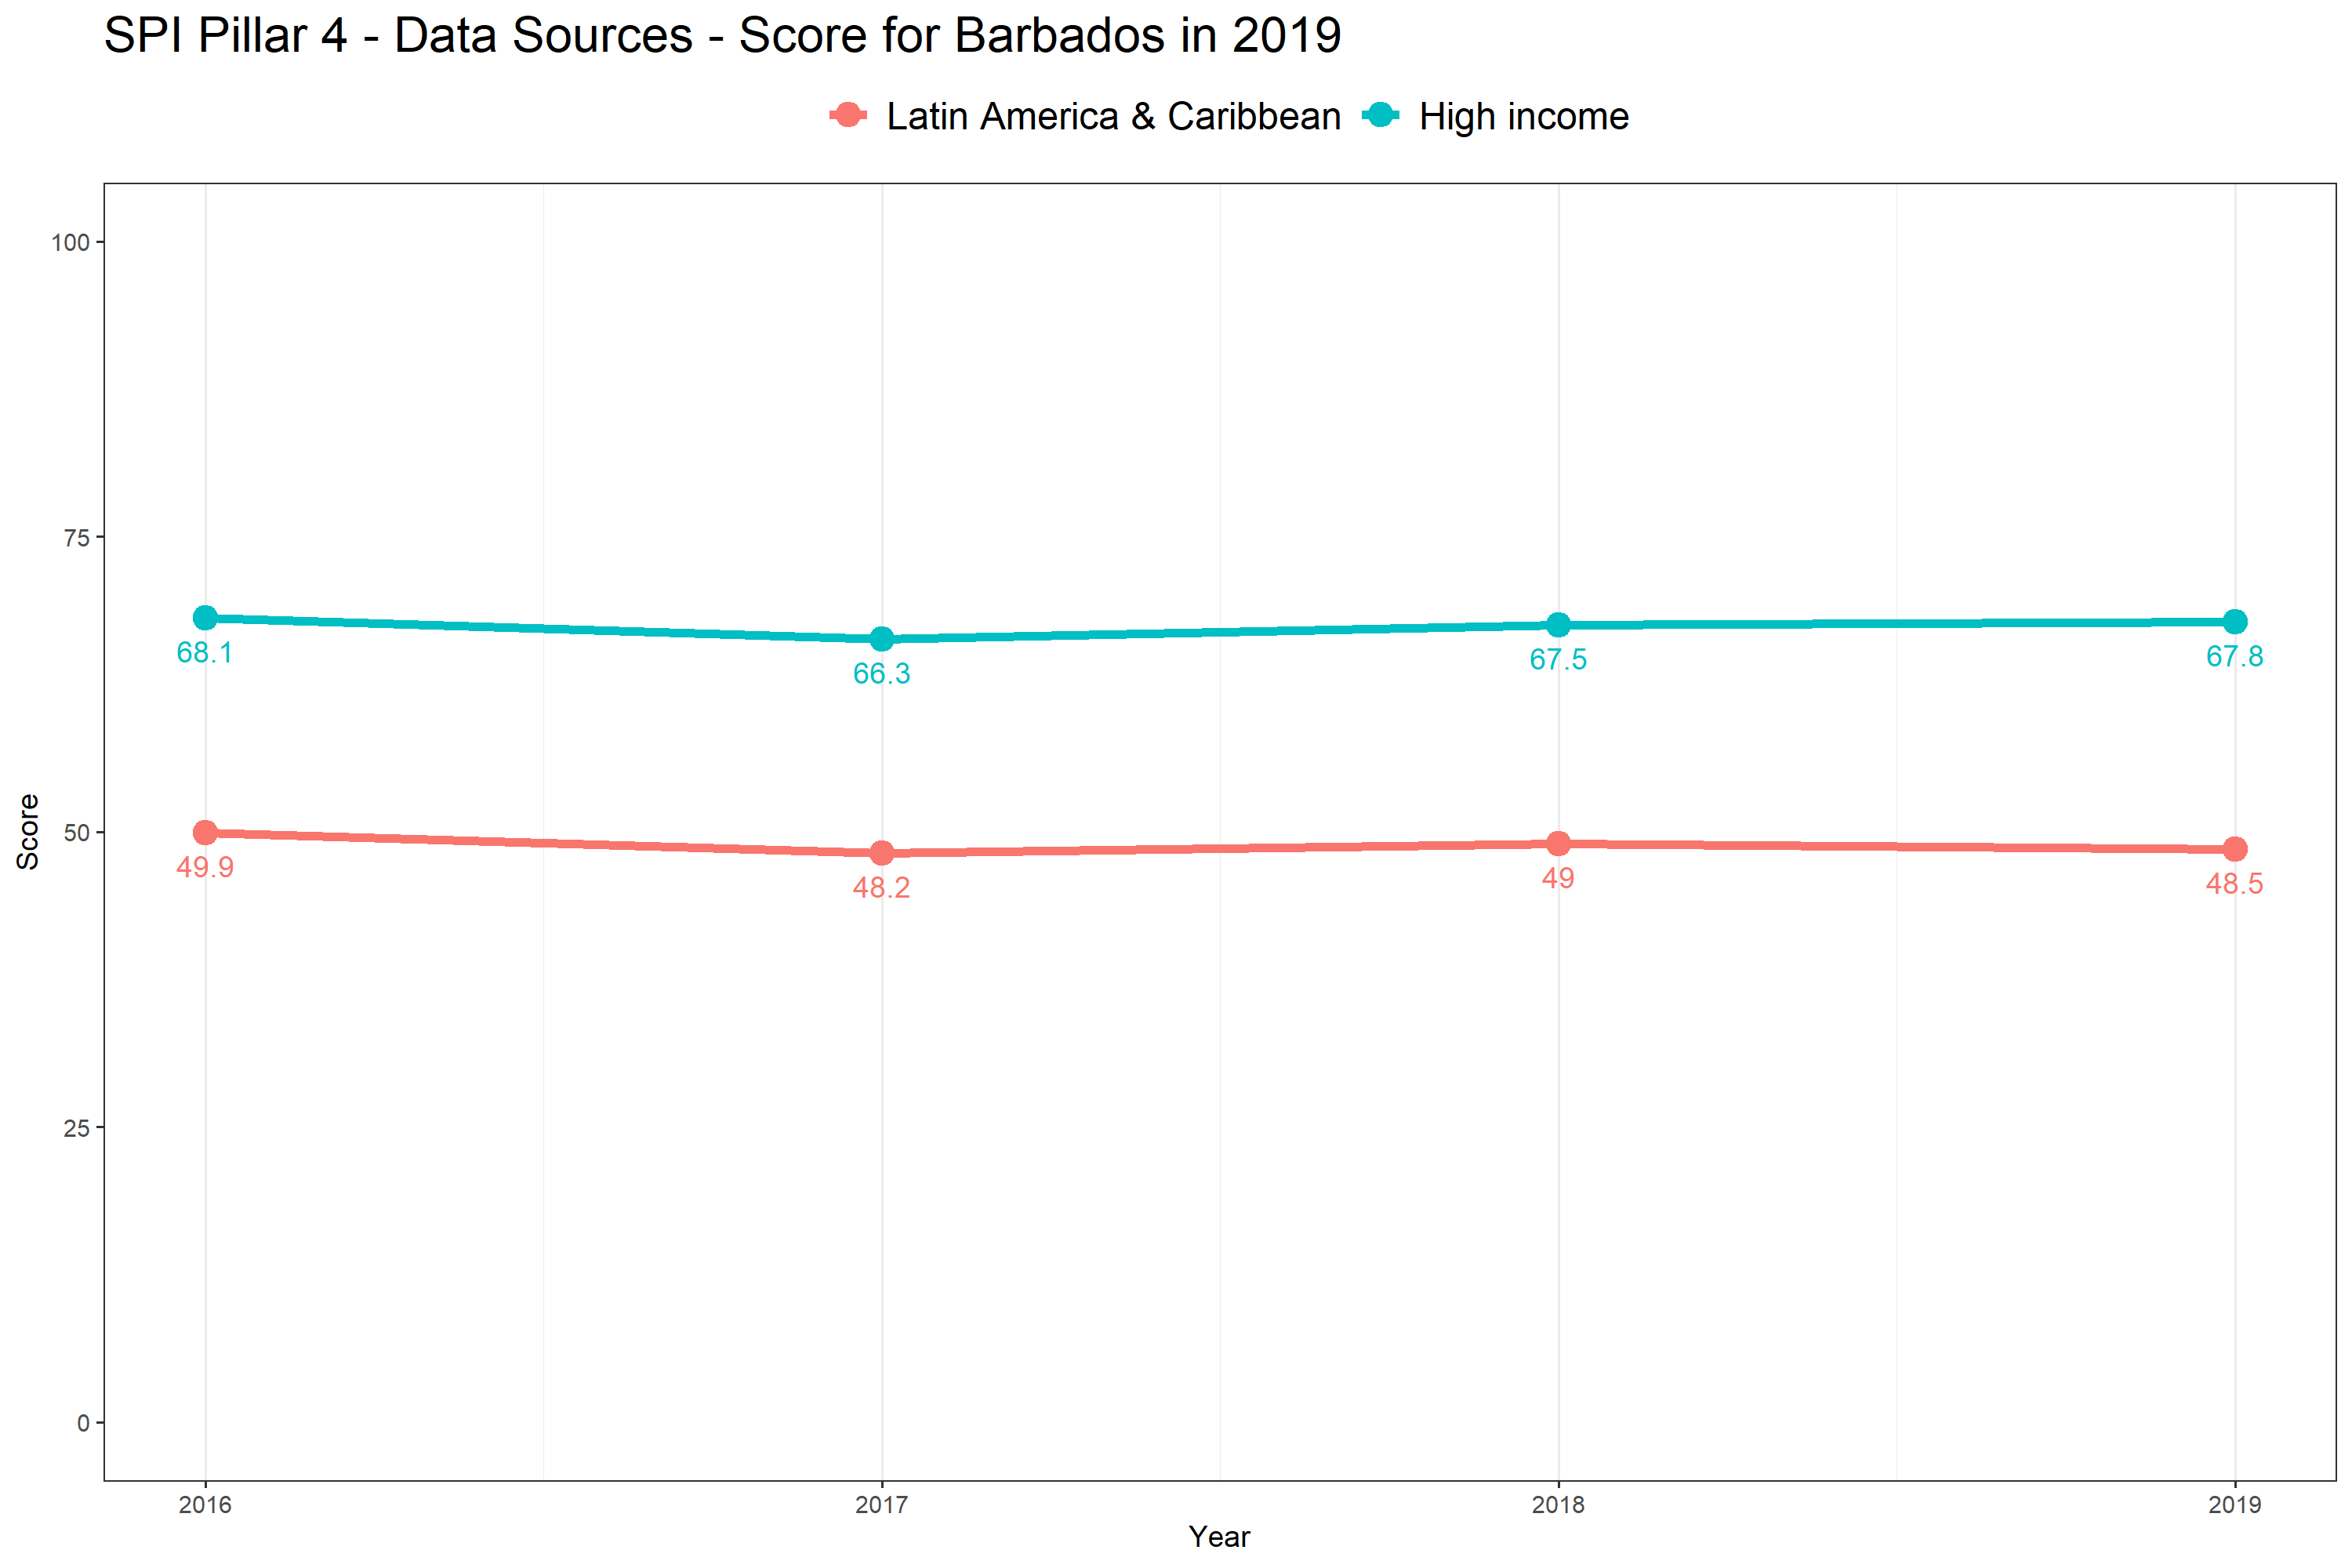 SPI Pillar 4 - Data Sources - Score for Barbados in 2019
Latin America & Caribbean High income
100
75
68.1 66.3 67.5 67.8
Score
50
49.9 48.2 49 48.5
25
0
2016 2017 2018 2019
Year